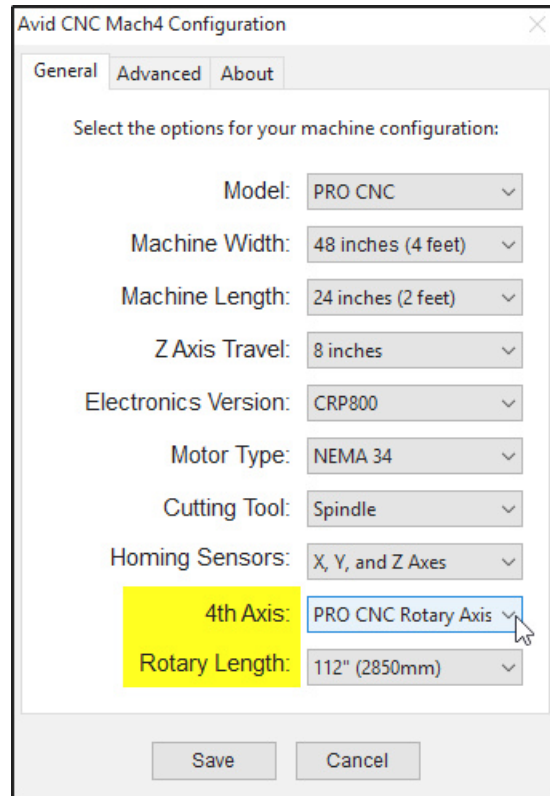 Avid CNC Mach4 Configuration
General Advanced About
Select the options for your machine configuration:
Model: PRO CNC
Machine Width: 48 inches (4 feet)
Machine Length: 24 inches (2 feet)
Z Axis Travel: 8 inches
Electronics Version: CRP800
Motor Type: NEMA 34
Cutting Tool: Spindle
Homing Sensors: X, Y, and Z Axes
4th Axis: PRO CNC Rotary Axis
Rotary Length: 112" (2850mm)
Save Cancel